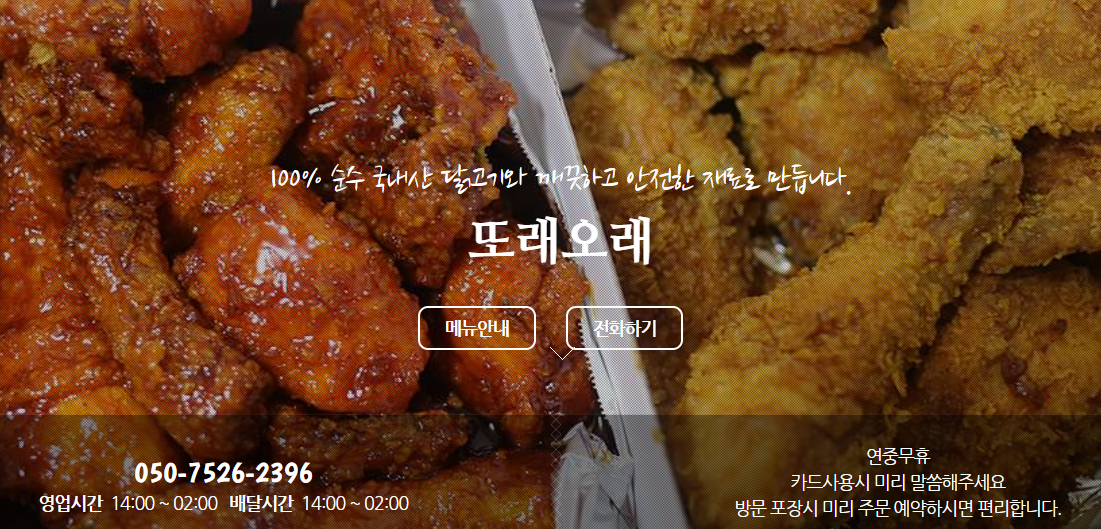 100% 순수 국내산 닭고기와 깨끗하고 안전한 재료로 만듭니다.
또래오래
메뉴안내
전화하기
050-7526-2396
영업시간 14:00 ~ 02:00 배달시간 14:00 ~ 02:00
연중무휴
카드사용시 미리 말씀해주세요
방문 포장시 미리 주문 예약하시면 편리합니다.